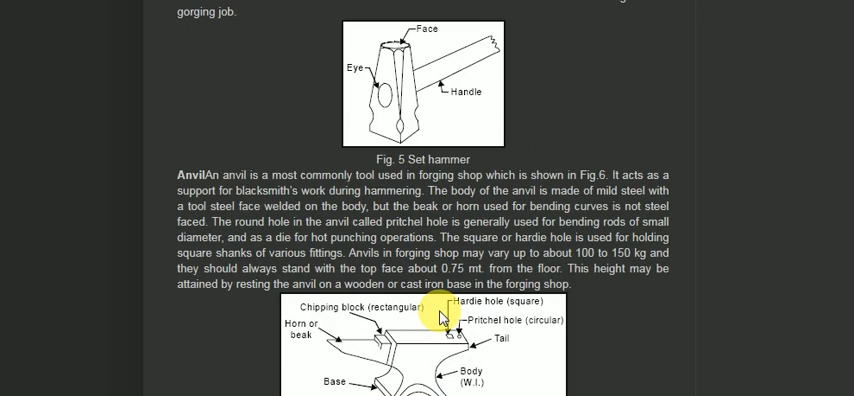 gorging job.
Face
Eye
Handle
Fig. 5 Set hammer
AnvilAn anvil is a most commonly tool used in forging shop which is shown in Fig.6. It acts as a
support for blacksmith's work during hammering. The body of the anvil is made of mild steel with
a tool steel face welded on the body, but the beak or horn used for bending curves is not steel
faced. The round hole in the anvil called pritchel hole is generally used for bending rods of small
diameter, and as a die for hot punching operations. The square or hardie hole is used for holding
square shanks of various fittings. Anvils in forging shop may vary up to about 100 to 150 kg and
they should always stand with the top face about 0.75 mt. from the floor. This height may be
attained by resting the anvil on a wooden or cast iron base in the forging shop.
Hardie hole (square)
Chipping block (rectangular)
Pritchel hole (circular)
Horn or
beak
Tail
Body
(W.I.)
Base